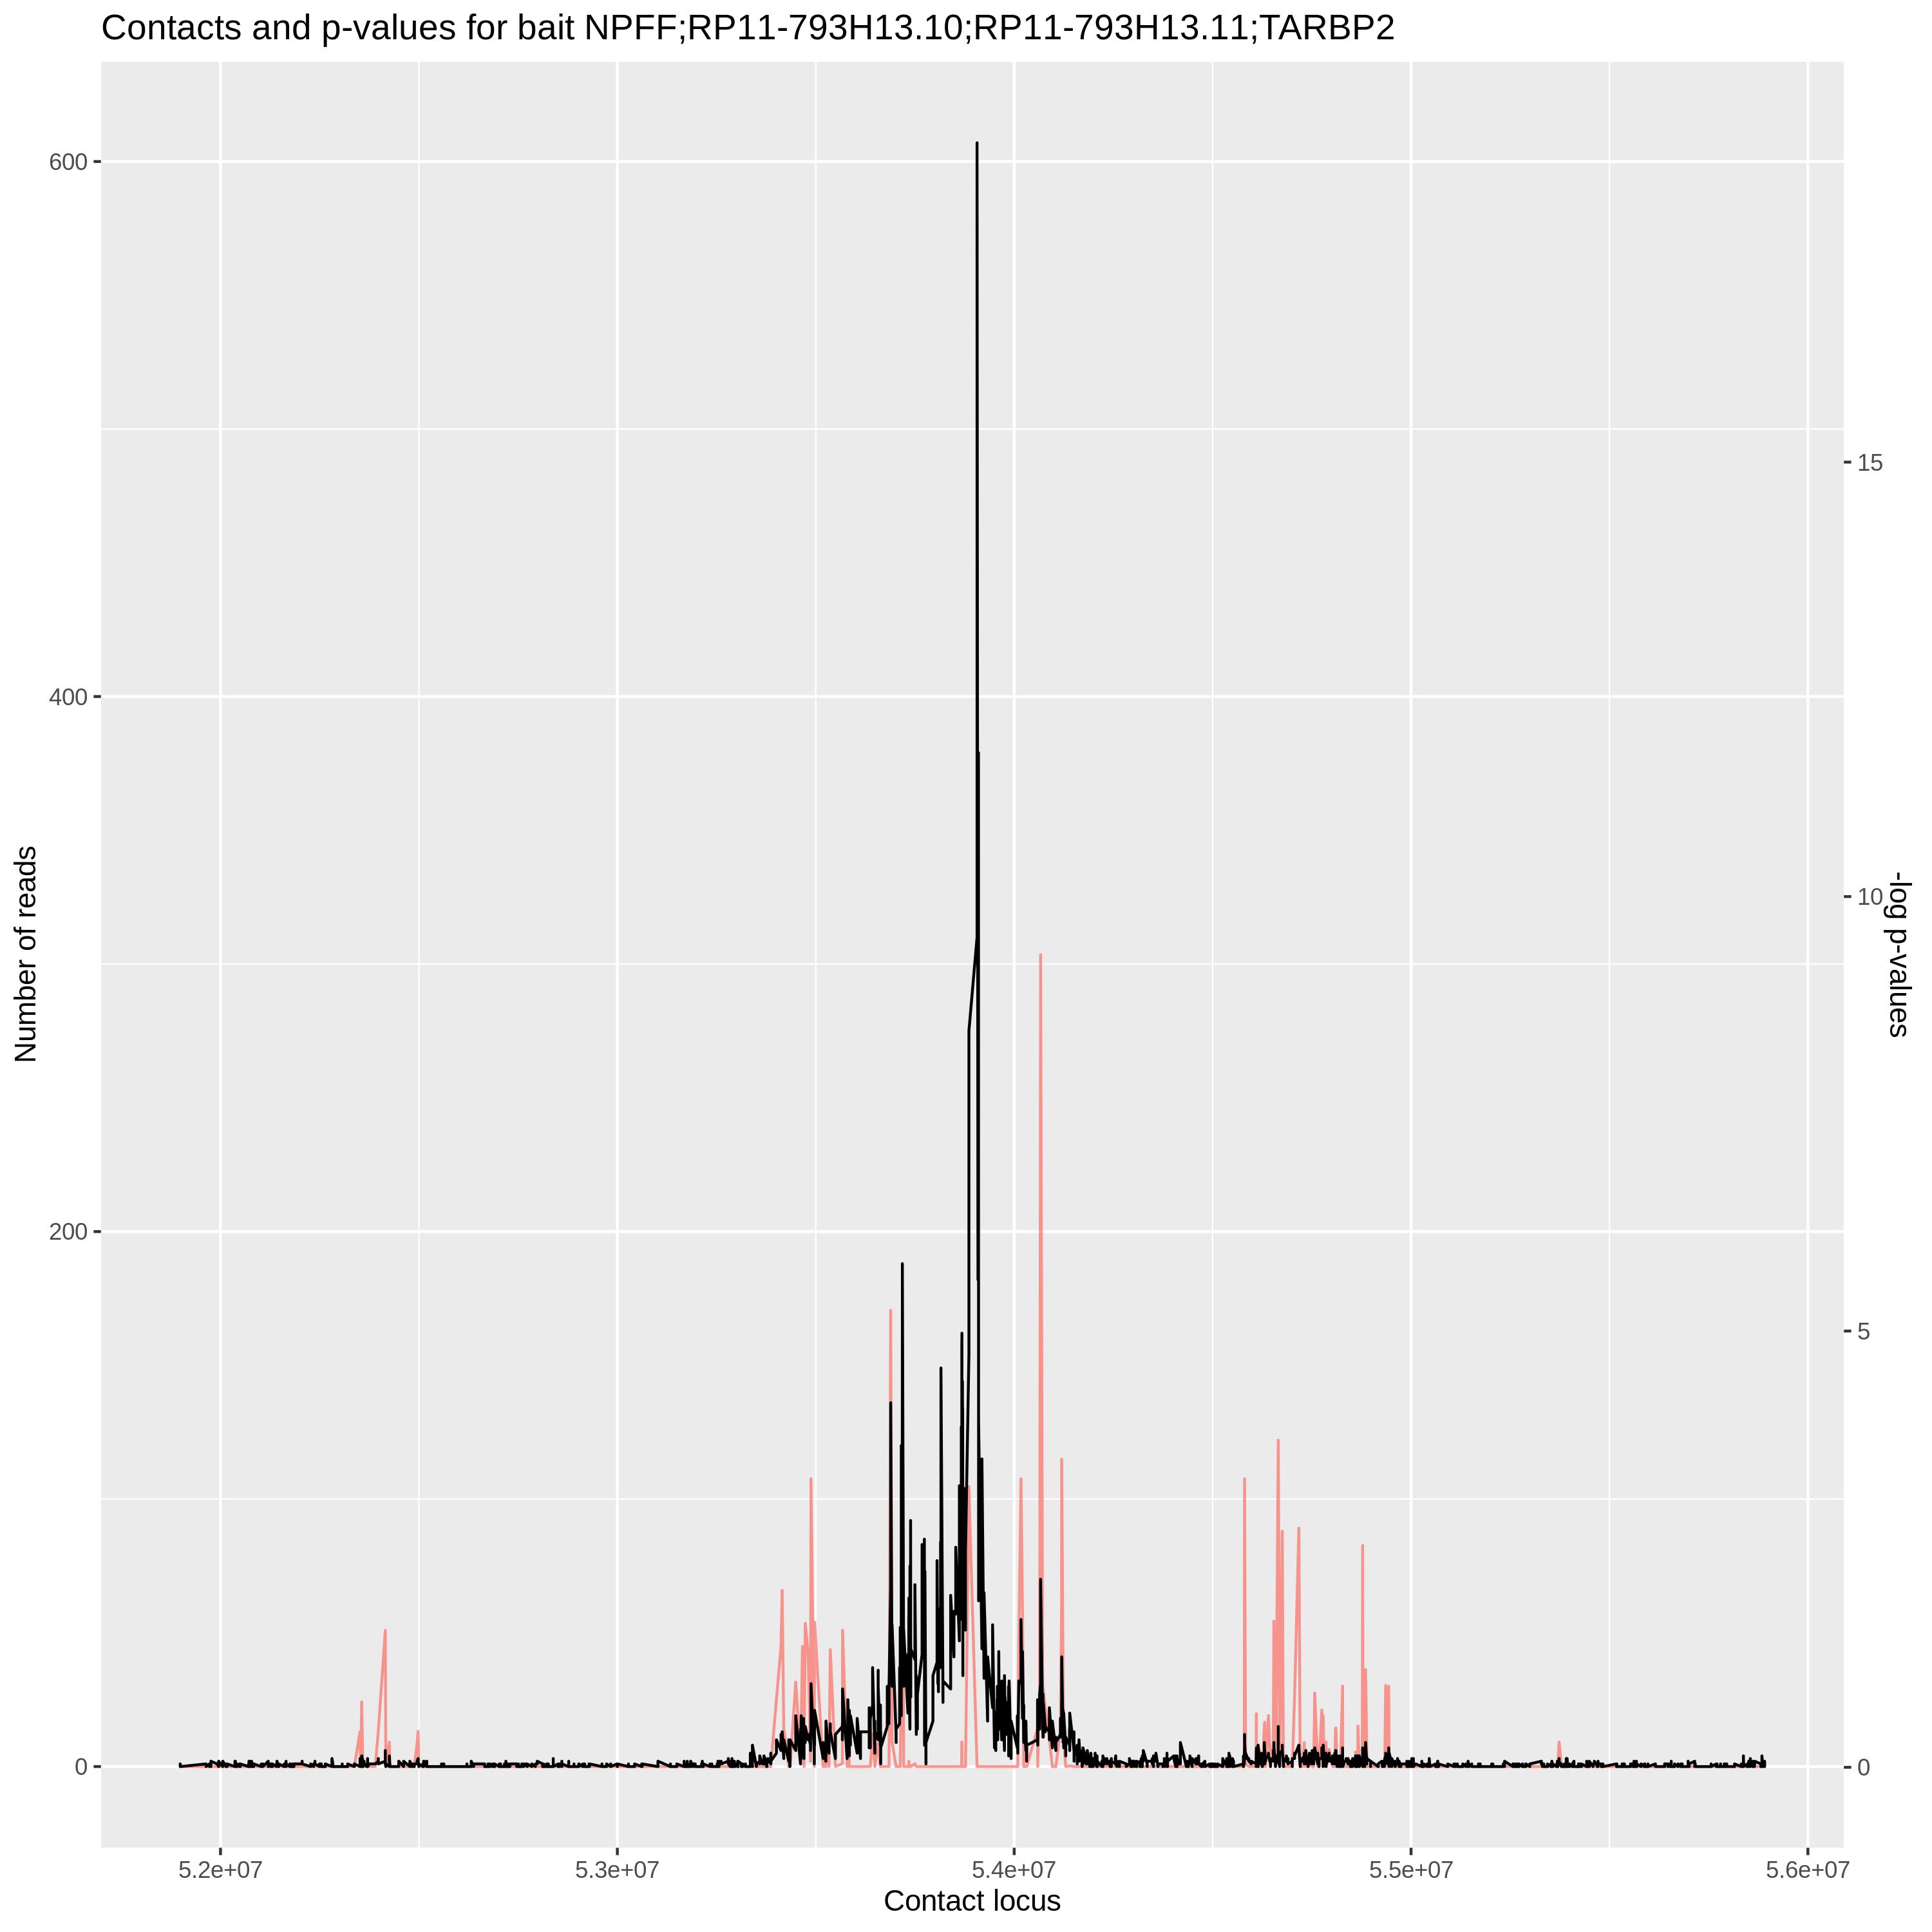 Contacts and p-values for bait NPFF;RP11-793H13.10;RP11-793H13.11;TARBP2
600
400
200
0
Number of reads
15
10
5
0
-log p-values
5.2e+07
5.3e+07
5.4e+07
5.5e+07
5.6e+07
Contact locus